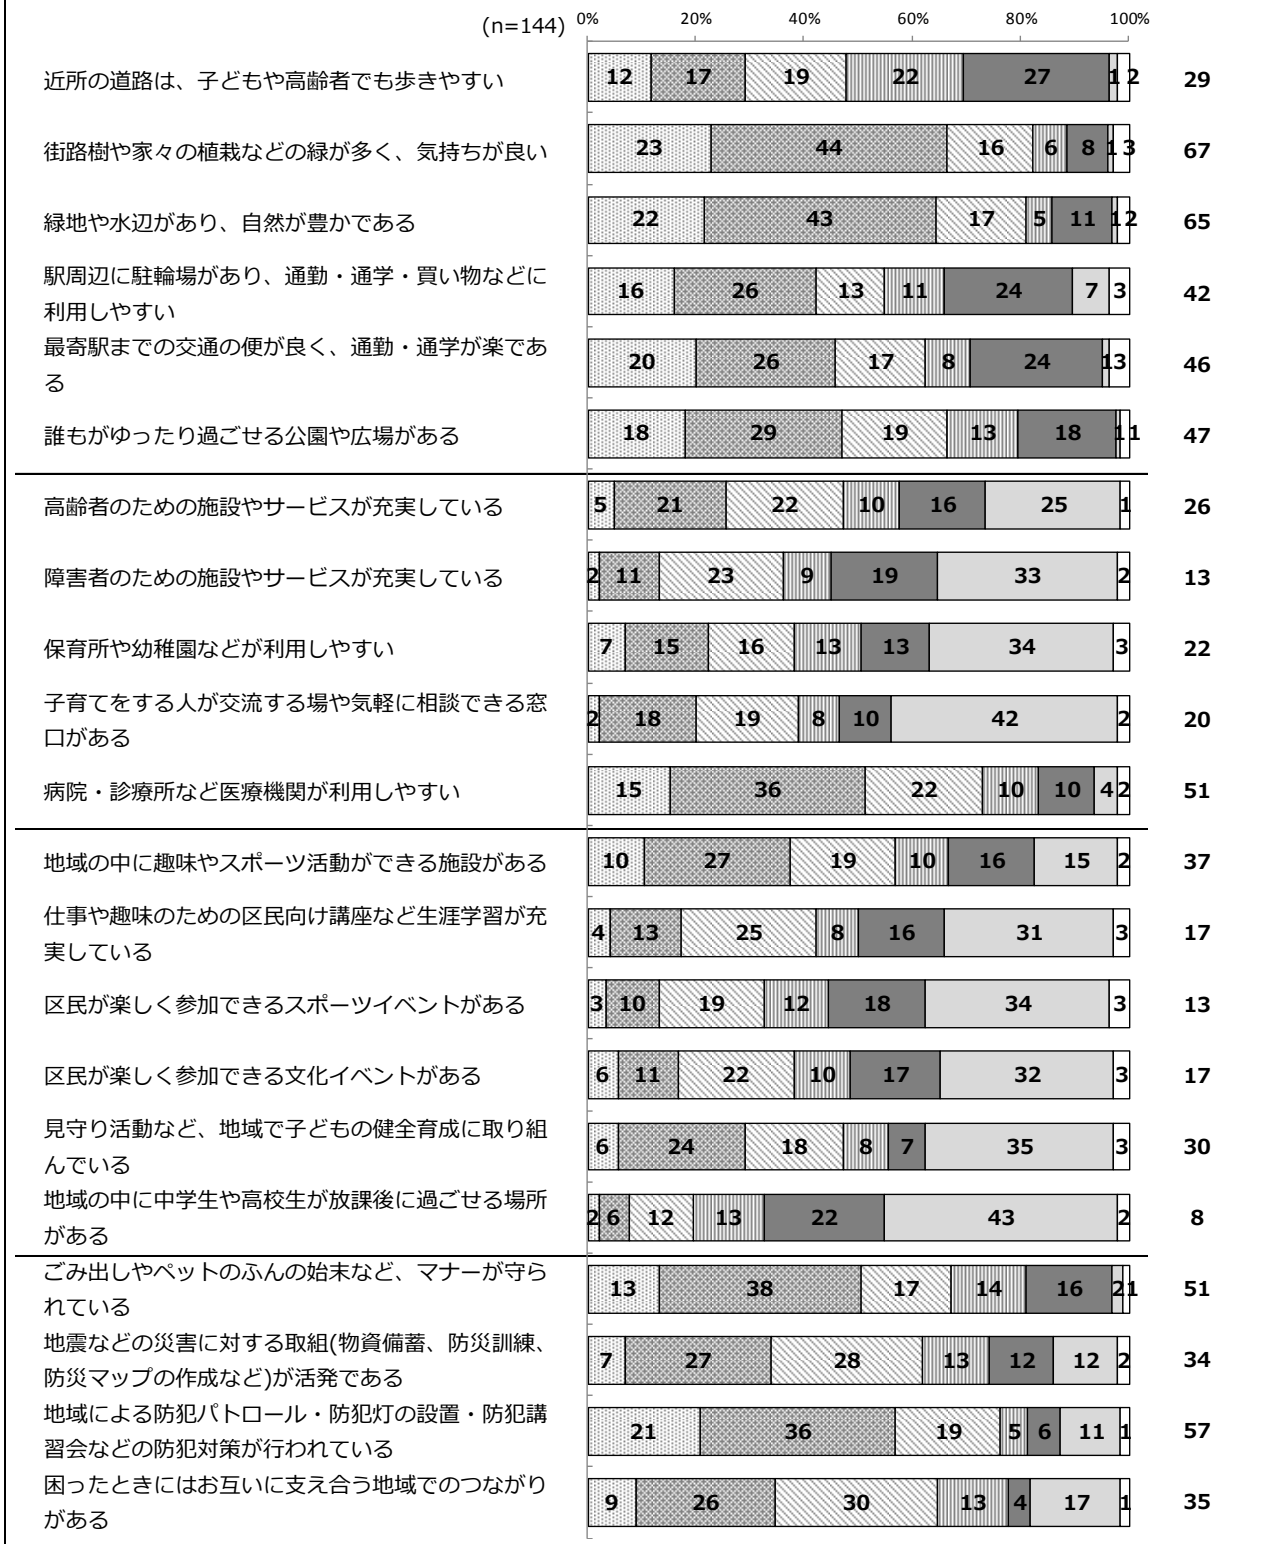 (n=144) 0% 20% 40% 60% 80% 100%
近所の道路は、子どもや高齢者でも歩きやすい 12 17 19 22 27 1 2 29
街路樹や家々の植栽などの緑が多く、気持ちが良い 23 44 16 6 8 1 3 67
緑地や水辺があり、自然が豊かである 22 43 17 5 11 1 2 65
駅周辺に駐輪場があり、通勤・通学・買い物などに
利用しやすい 16 26 13 11 24 7 3 42
最寄駅までの交通の便が良く、通勤・通学が楽であ
る 20 26 17 8 24 1 3 46
誰もがゆったり過ごせる公園や広場がある 18 29 19 13 18 1 1 47
高齢者のための施設やサービスが充実している 5 21 22 10 16 25 1 26
障害者のための施設やサービスが充実している 2 11 23 9 19 33 2 13
保育所や幼稚園などが利用しやすい 7 15 16 13 13 34 3 22
子育てをする人が交流する場や気軽に相談できる窓
口がある 2 18 19 8 10 42 2 20
病院・診療所など医療機関が利用しやすい 15 36 22 10 10 4 2 51
地域の中に趣味やスポーツ活動ができる施設がある 10 27 19 10 16 15 2 37
仕事や趣味のための区民向け講座など生涯学習が充
実している 4 13 25 8 16 31 3 17
区民が楽しく参加できるスポーツイベントがある 3 10 19 12 18 34 3 13
区民が楽しく参加できる文化イベントがある 6 11 22 10 17 32 3 17
見守り活動など、地域で子どもの健全育成に取り組
んでいる 6 24 18 8 7 35 3 30
地域の中に中学生や高校生が放課後に過ごせる場所
がある 2 6 12 13 22 43 2 8
ごみ出しやペットのふんの始末など、マナーが守ら
れている 13 38 17 14 16 2 1 51
地震などの災害に対する取組(物資備蓄、防災訓練、
防災マップの作成など)が活発である 7 27 28 13 12 12 2 34
地域による防犯パトロール・防犯灯の設置・防犯講
習会などの防犯対策が行われている 21 36 19 5 6 11 1 57
困ったときにはお互いに支え合う地域でのつながり
がある 9 26 30 13 4 17 1 35